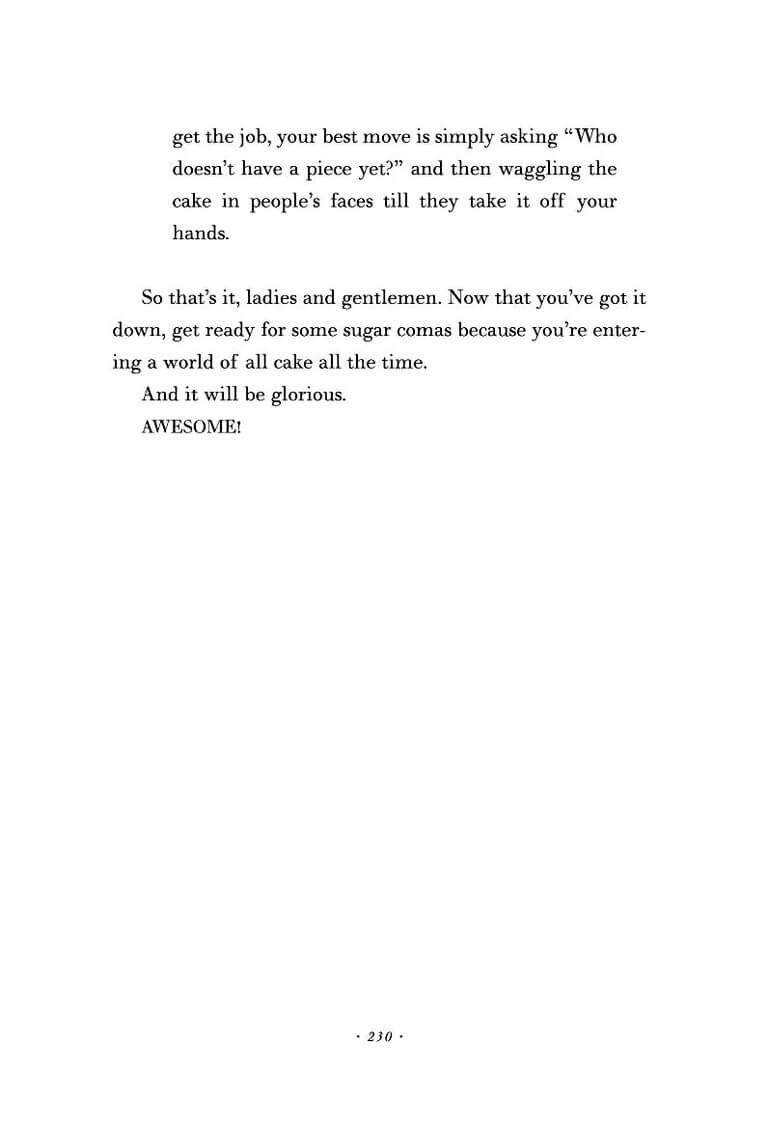 get the job, your best move is simply asking “Who
doesn’t have a piece yet?” and then waggling the
cake in people’s faces till they take it off your
hands.
So that’s it, ladies and gentlemen. Now that you’ve got it
down, get ready for some sugar comas because you’re enter-
ing a world of all cake all the time.
And it will be glorious.
AWESOME!
· 230 ·